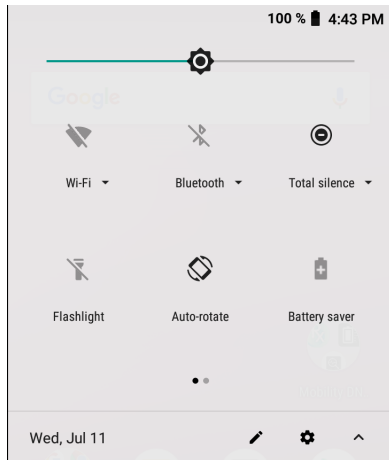 100 % 4:43 PM
Google
Wi-Fi Bluetooth Total silence
Flashlight Auto-rotate Battery saver
Wed, Jul 11